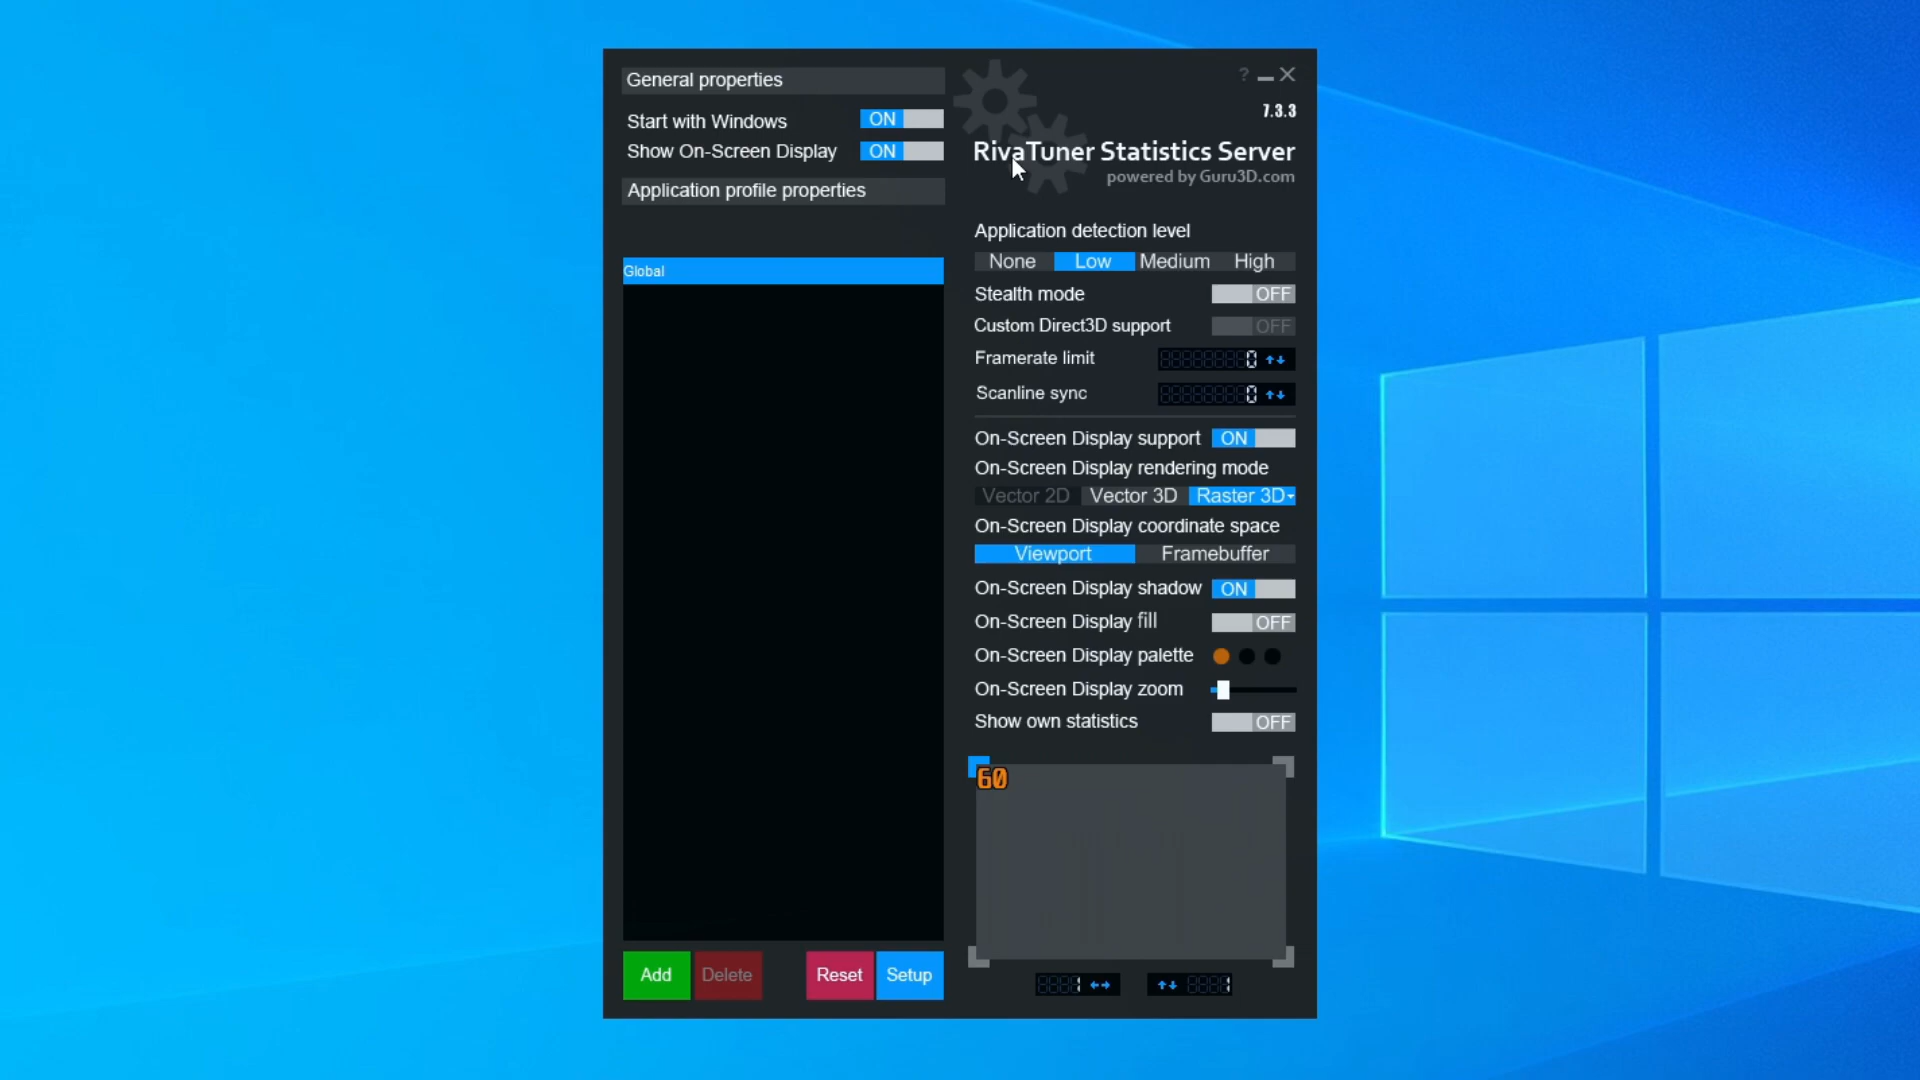 General properties
Start with Windows ON
Show On-Screen Display ON
Application profile properties
Global
Add
Delete
Reset
Setup
?
7.3.3
RivaTuner Statistics Server
powered by Guru3D.com
Application detection level
None Low Medium High
Stealth mode OFF
Custom Direct3D support OFF
Framerate limit 0
Scanline sync 0
On-Screen Display support ON
On-Screen Display rendering mode
Vector 2D Vector 3D Raster 3D
On-Screen Display coordinate space
Viewport Framebuffer
On-Screen Display shadow ON
On-Screen Display fill OFF
On-Screen Display palette
On-Screen Display zoom
Show own statistics OFF
60
1 1